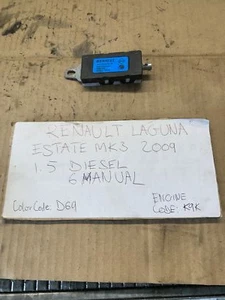 RENAULT LAGUNA
ESTATE MK3 2009
1.5 DIESEL
6 MANUAL
Color Code D69
ENGINE
CODE: K9K